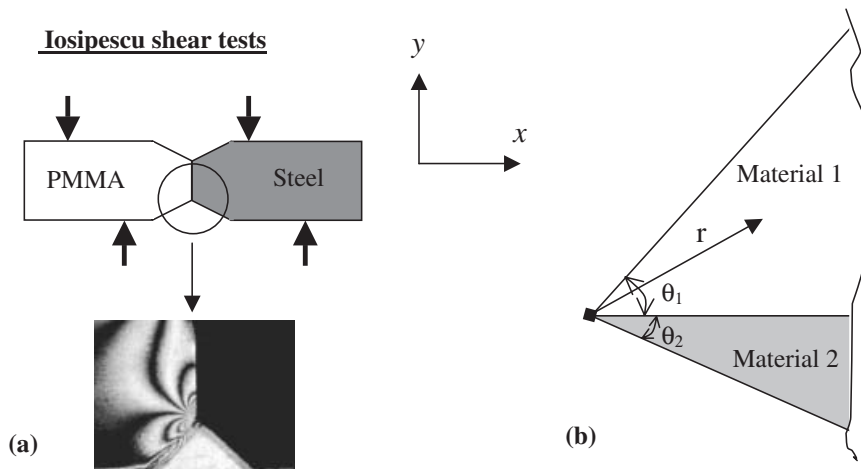 Iosipescu shear tests
y
x
PMMA
Steel
(a)
Material 1
r
θ1
θ2
Material 2
(b)